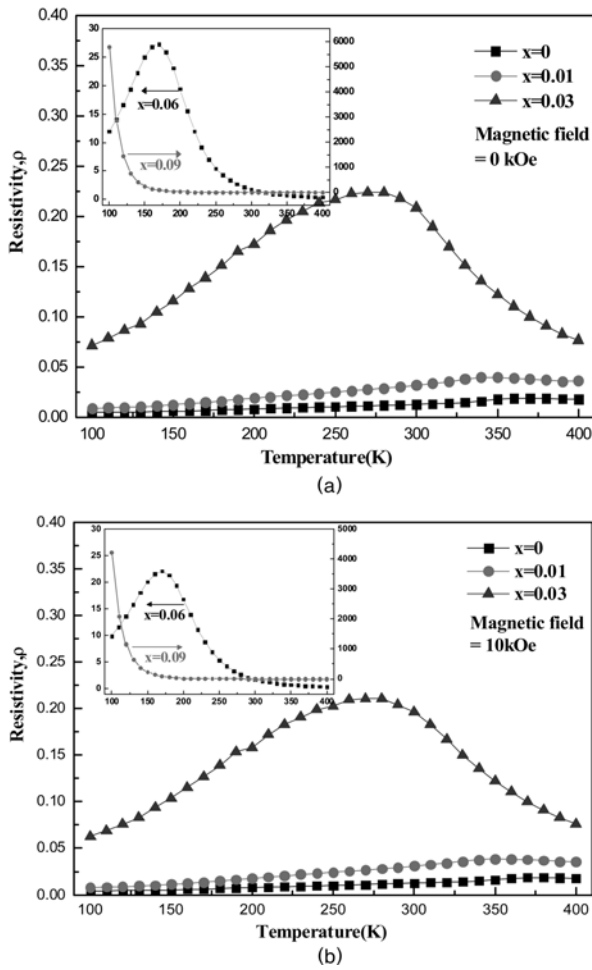 0.40
0.35
0.30
0.25
0.20
0.15
0.10
0.05
0.00
Resistivity,ρ
30
25
20
15
10
5
0
6000
5000
4000
3000
2000
1000
0
x=0.06
x=0.09
100 150 200 250 300 350 400
x=0
x=0.01
x=0.03
Magnetic field
= 0 kOe
100 150 200 250 300 350 400
Temperature(K)
(a)
0.40
0.35
0.30
0.25
0.20
0.15
0.10
0.05
0.00
Resistivity,ρ
30
25
20
15
10
5
0
5000
4000
3000
2000
1000
0
x=0.06
x=0.09
100 150 200 250 300 350 400
x=0
x=0.01
x=0.03
Magnetic field
= 10kOe
100 150 200 250 300 350 400
Temperature(K)
(b)